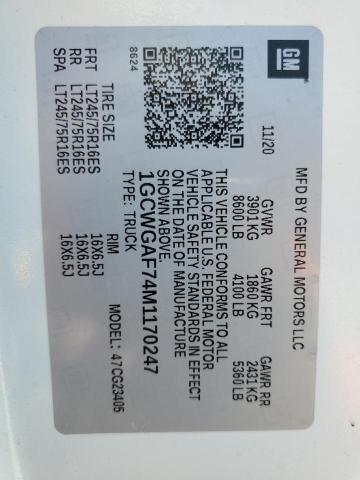 GM
MFD BY GENERAL MOTORS LLC
11/20
GVWR GAWR FRT GAWR RR
3901 KG 1860 KG 2431 KG
8600 LB 4100 LB 5360 LB
THIS VEHICLE CONFORMS TO ALL
APPLICABLE U.S. FEDERAL MOTOR
VEHICLE SAFETY STANDARDS IN EFFECT
ON THE DATE OF MANUFACTURE
SHOWN ABOVE.
1GCWGAF74M1170247
TYPE: TRUCK
8624
MODEL: 47CG23405
TIRE SIZE RIM
FRT LT245/75R16ES 16X6.5J
RR LT245/75R16ES 16X6.5J
SPA LT245/75R16ES 16X6.5J